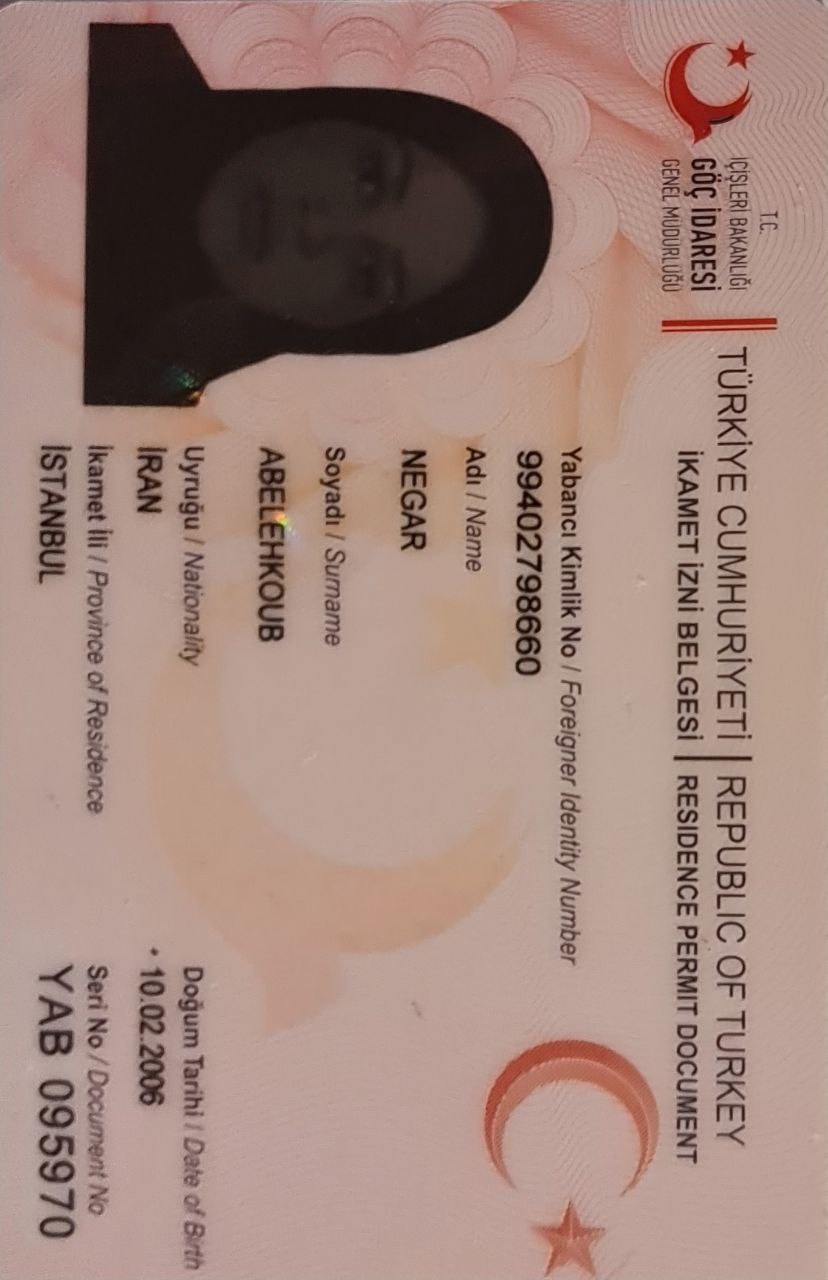 T.C.
İÇİŞLERİ BAKANLIĞI
GÖÇ İDARESİ
GENEL MÜDÜRLÜĞÜ
TÜRKİYE CUMHURİYETİ | REPUBLIC OF TURKEY
İKAMET İZNİ BELGESİ | RESIDENCE PERMIT DOCUMENT
Yabancı Kimlik No / Foreigner Identity Number
99402798660
Adı / Name
NEGAR
Soyadı / Surname
ABELEHKOUB
Uyruğu / Nationality
İRAN
Doğum Tarihi / Date of Birth
10.02.2006
İkamet İli / Province of Residence
İSTANBUL
Seri No / Document No
YAB 095970